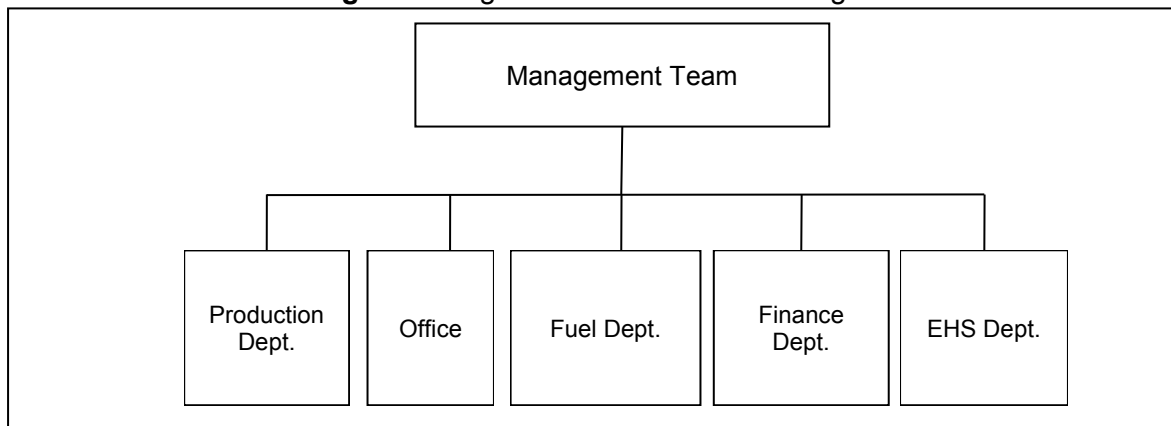 Management Team
Production
Dept.
Office
Fuel Dept.
Finance
Dept.
EHS Dept.